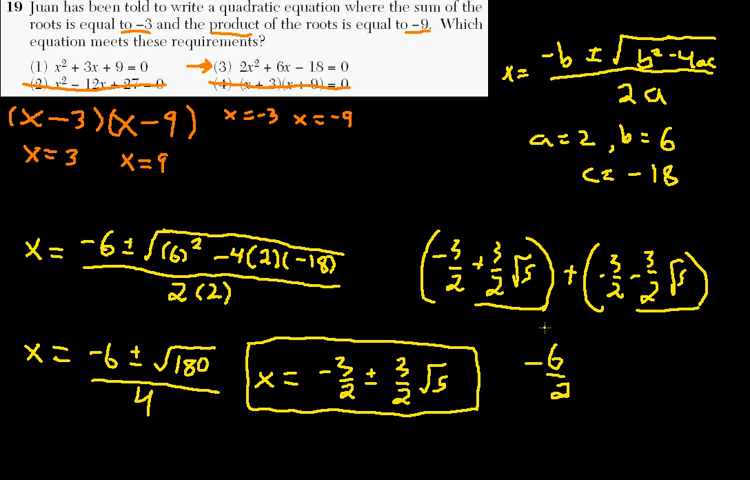 19 Juan has been told to write a quadratic equation where the sum of the
roots is equal to −3 and the product of the roots is equal to −9. Which
equation meets these requirements?
(1) x² + 3x + 9 = 0 (3) 2x² + 6x − 18 = 0
(2) x² − 12x + 27 = 0 (4) (x + 3)(x + 9) = 0
x = (-b ± √(b² - 4ac)) / 2a
(x - 3)(x - 9) x = -3 x = -9
x = 3 x = 9
a = 2, b = 6
c = -18
x = (-6 ± √((6)² - 4(2)(-18))) / 2(2)
(-3/2 + 3/2 √5) + (-3/2 - 3/2 √5)
x = (-6 ± √180) / 4
x = -3/2 ± 3/2 √5
-6/2